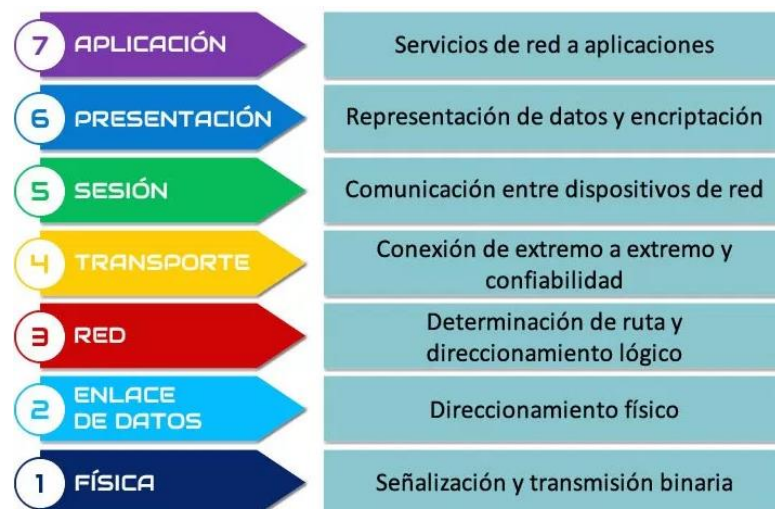 7 APLICACIÓN
Servicios de red a aplicaciones
6 PRESENTACIÓN
Representación de datos y encriptación
5 SESIÓN
Comunicación entre dispositivos de red
4 TRANSPORTE
Conexión de extremo a extremo y
confiabilidad
3 RED
Determinación de ruta y
direccionamiento lógico
2 ENLACE
DE DATOS
Direccionamiento físico
1 FÍSICA
Señalización y transmisión binaria